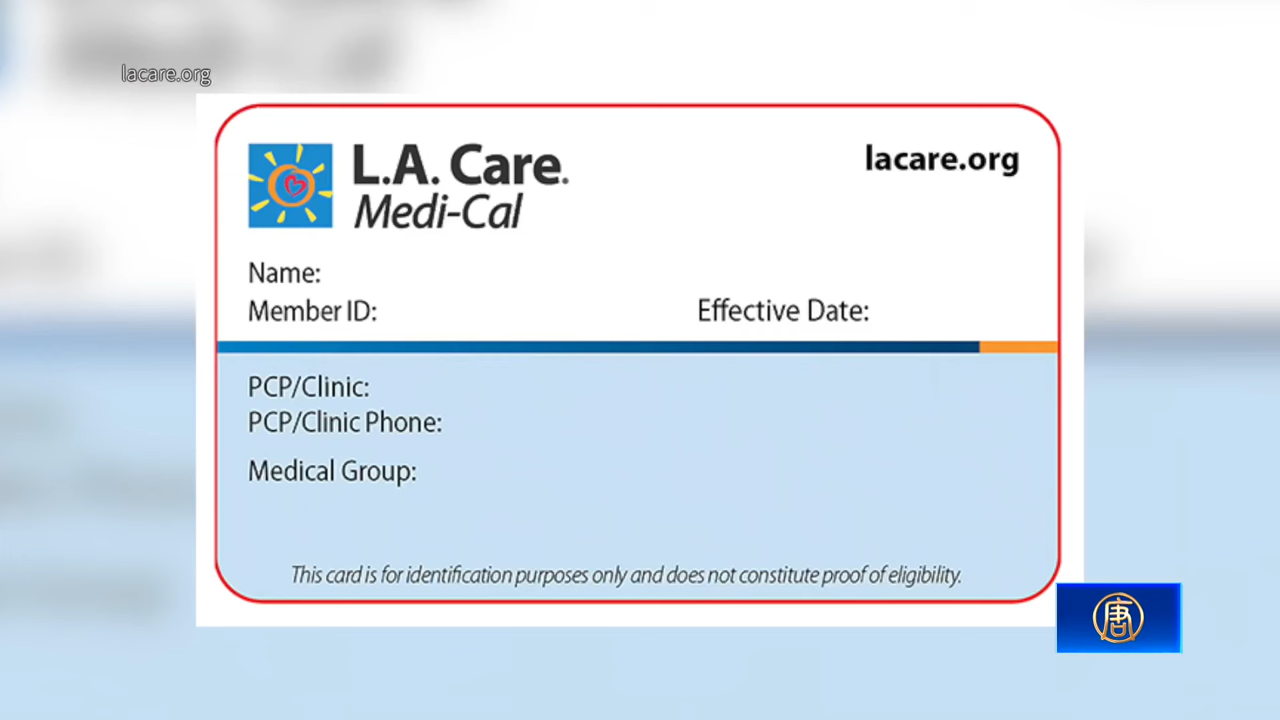 lacare.org
L.A. Care®
Medi-Cal
lacare.org
Name:
Member ID:
Effective Date:
PCP/Clinic:
PCP/Clinic Phone:
Medical Group:
This card is for identification purposes only and does not constitute proof of eligibility.
唐